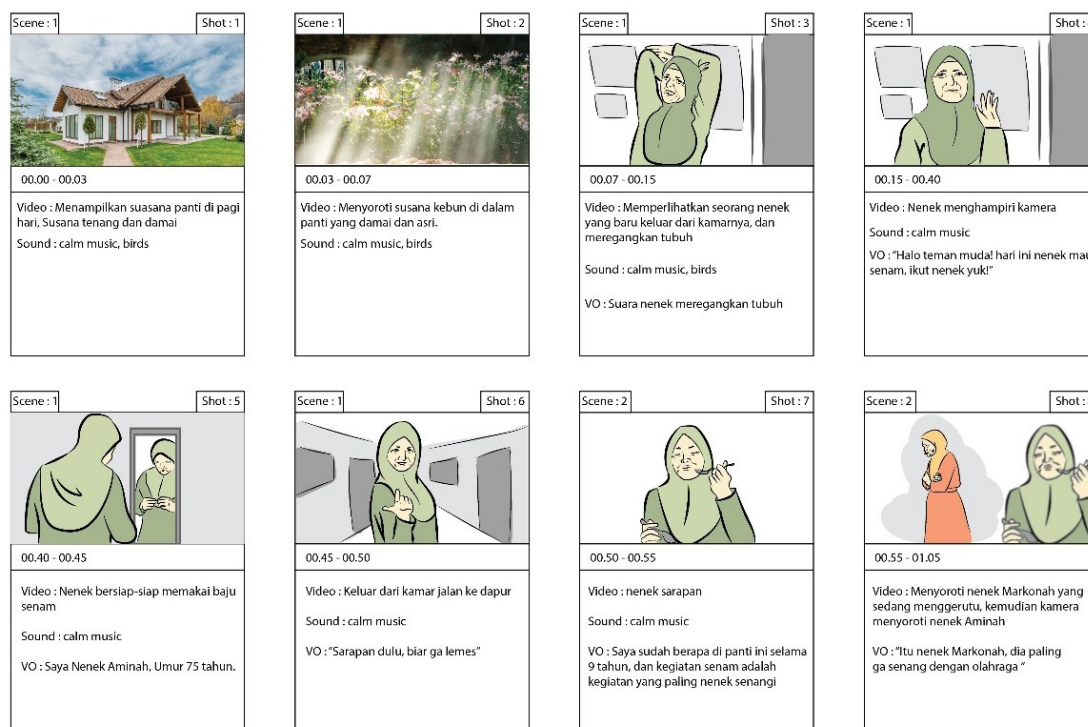 Scene : 1 Shot : 1
00.00 - 00.03
Video : Menampilkan suasana panti di pagi
hari, Susana tenang dan damai
Sound : calm music, birds
Scene : 1 Shot : 2
00.03 - 00.07
Video : Menyoroti susana kebun di dalam
panti yang damai dan asri.
Sound : calm music, birds
Scene : 1 Shot : 3
00.07 - 00.15
Video : Memperlihatkan seorang nenek
yang baru keluar dari kamarnya, dan
meregangkan tubuh
Sound : calm music, birds
VO : Suara nenek meregangkan tubuh
Scene : 1 Shot :
00.15 - 00.40
Video : Nenek menghampiri kamera
Sound : calm music
VO : "Halo teman muda! hari ini nenek mau
senam, ikut nenek yuk!"
Scene : 1 Shot : 5
00.40 - 00.45
Video : Nenek bersiap-siap memakai baju
senam
Sound : calm music
VO : Saya Nenek Aminah, Umur 75 tahun.
Scene : 1 Shot : 6
00.45 - 00.50
Video : Keluar dari kamar jalan ke dapur
Sound : calm music
VO : "Sarapan dulu, biar ga lemes"
Scene : 2 Shot : 7
00.50 - 00.55
Video : nenek sarapan
Sound : calm music
VO : Saya sudah berapa di panti ini selama
9 tahun, dan kegiatan senam adalah
kegiatan yang paling nenek senangi
Scene : 2 Shot :
00.55 - 01.05
Video : Menyoroti nenek Markonah yang
sedang menggerutu, kemudian kamera
menyoroti nenek Aminah
VO : "Itu nenek Markonah, dia paling
ga senang dengan olahraga "